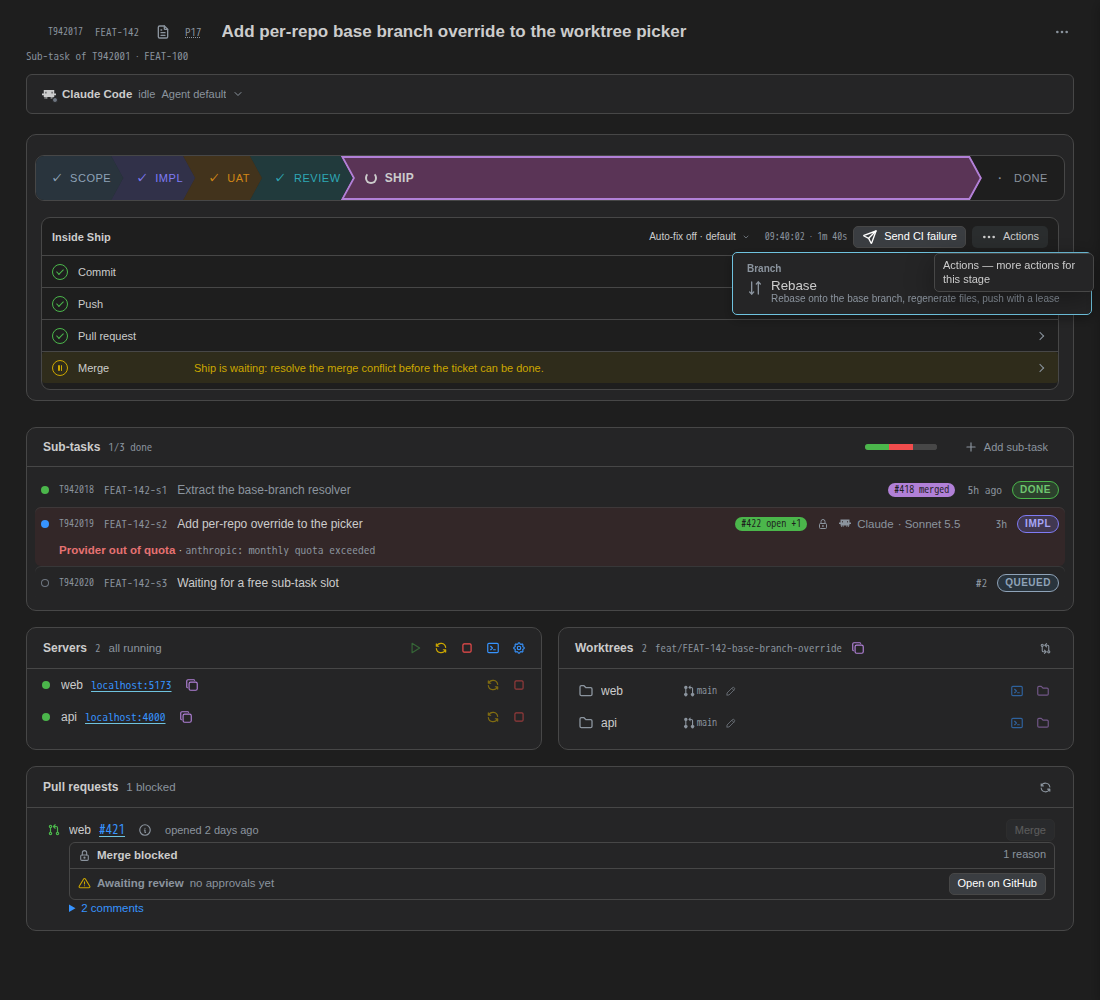 T942017 FEAT-142 P17 Add per-repo base branch override to the worktree picker
Sub-task of T942001 · FEAT-100
Claude Code idle Agent default
SCOPE IMPL UAT REVIEW SHIP · DONE
Inside Ship Auto-fix off · default 09:40:02 · 1m 40s Send CI failure Actions
Commit
Push
Pull request
Merge Ship is waiting: resolve the merge conflict before the ticket can be done.
Branch
Rebase
Rebase onto the base branch, regenerate files, push with a lease
Actions — more actions for
this stage
Sub-tasks 1/3 done Add sub-task
T942018 FEAT-142-s1 Extract the base-branch resolver #418 merged 5h ago DONE
T942019 FEAT-142-s2 Add per-repo override to the picker #422 open +1 Claude · Sonnet 5.5 3h IMPL
Provider out of quota · anthropic: monthly quota exceeded
T942020 FEAT-142-s3 Waiting for a free sub-task slot #2 QUEUED
Servers 2 all running
web localhost:5173
api localhost:4000
Worktrees 2 feat/FEAT-142-base-branch-override
web main
api main
Pull requests 1 blocked
web #421 opened 2 days ago Merge
Merge blocked 1 reason
Awaiting review no approvals yet Open on GitHub
2 comments